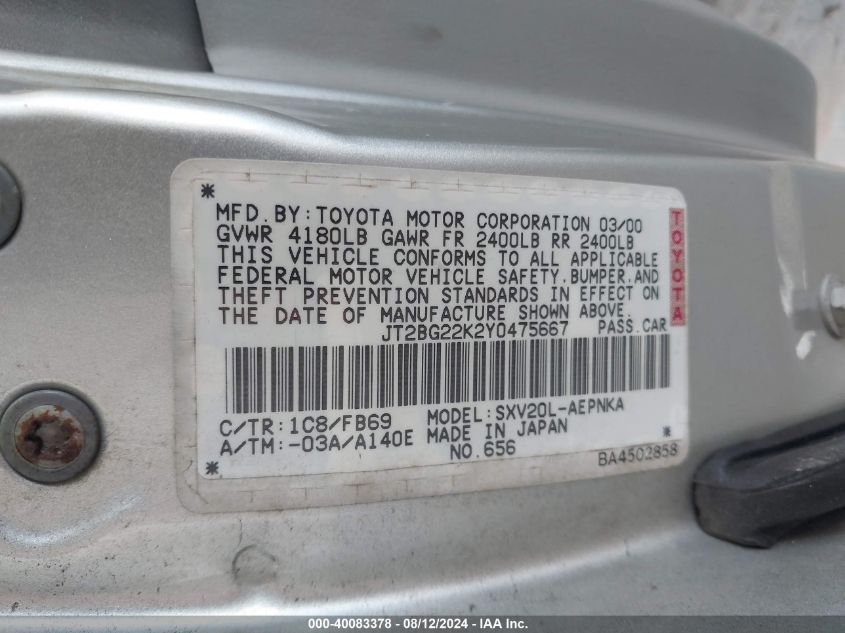 MFD. BY: TOYOTA MOTOR CORPORATION 03/00
GVWR 4180LB GAWR FR 2400LB RR 2400LB
THIS VEHICLE CONFORMS TO ALL APPLICABLE
FEDERAL MOTOR VEHICLE SAFETY, BUMPER, AND
THEFT PREVENTION STANDARDS IN EFFECT ON
THE DATE OF MANUFACTURE SHOWN ABOVE.
JT2BG22K2Y0475667 PASS. CAR
TOYOTA
C/TR: 1C8/FB69 MODEL: SXV20L-AEPNKA
A/TM: -03A/A140E MADE IN JAPAN
NO. 656
BA4502858
000-40083378 - 08/12/2024 - IAA Inc.